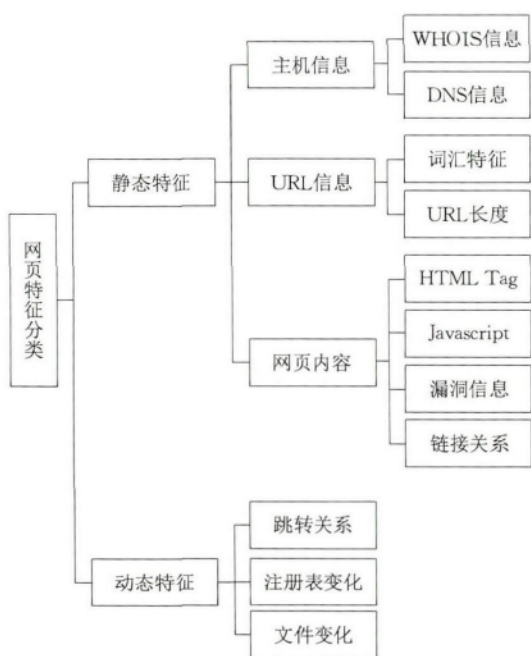 网页特征分类
静态特征
主机信息
WHOIS信息
DNS信息
URL信息
词汇特征
URL长度
网页内容
HTML Tag
Javascript
漏洞信息
链接关系
动态特征
跳转关系
注册表变化
文件变化